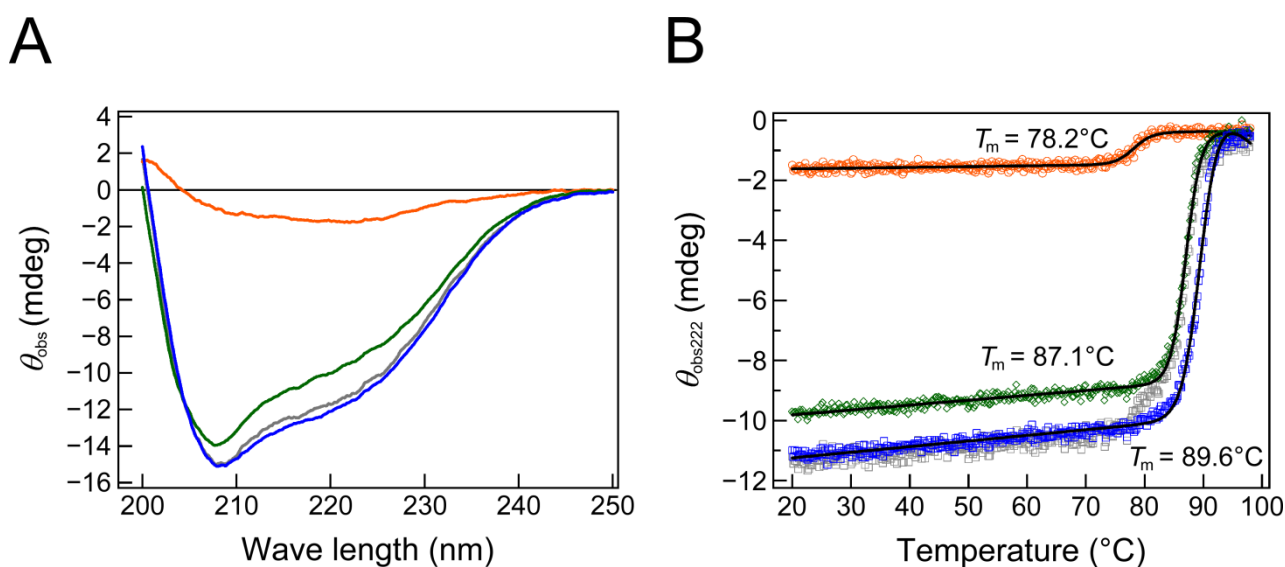 A
4
2
0
−2
−4
−6
−8
−10
−12
−14
−16
θobs (mdeg)
200 210 220 230 240 250
Wave length (nm)
B
0
−2
−4
−6
−8
−10
−12
θobs222 (mdeg)
Tm = 78.2°C
Tm = 87.1°C
Tm = 89.6°C
20 30 40 50 60 70 80 90 100
Temperature (°C)